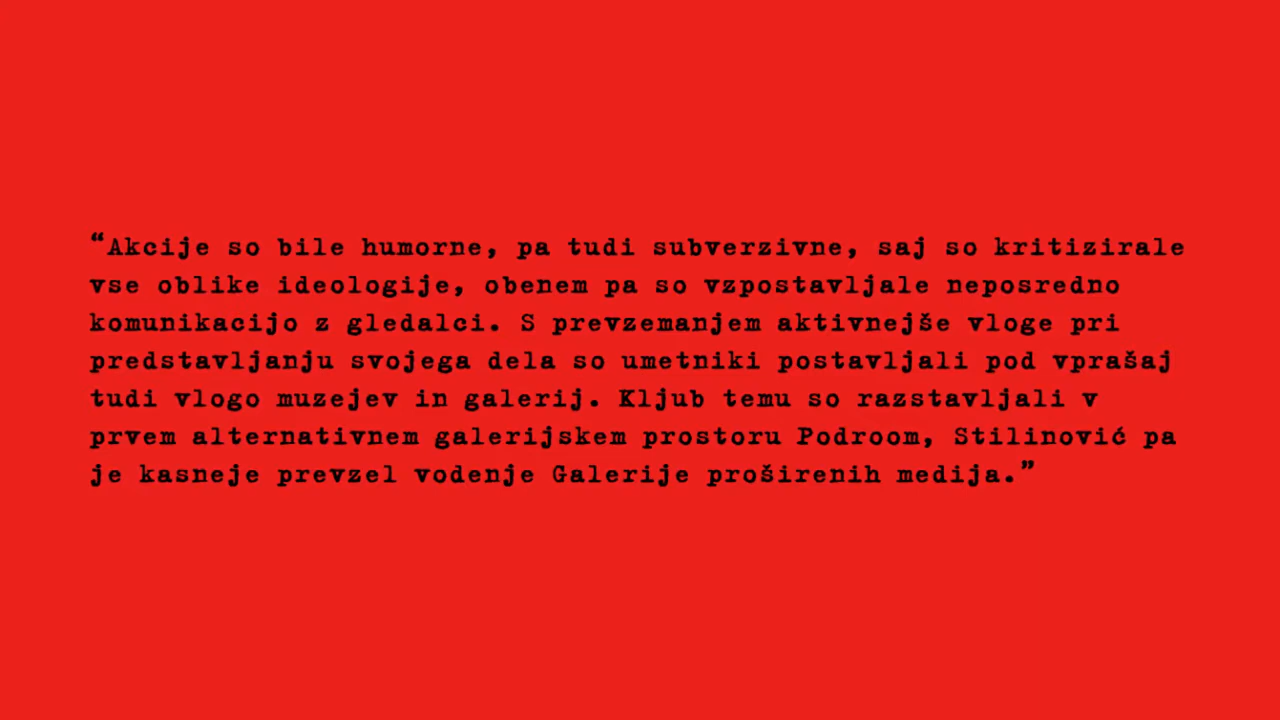 “Akcije so bile humorne, pa tudi subverzivne, saj so kritizirale
vse oblike ideologije, obenem pa so vzpostavljale neposredno
komunikacijo z gledalci. S prevzemanjem aktivnejše vloge pri
predstavljanju svojega dela so umetniki postavljali pod vprašaj
tudi vlogo muzejev in galerij. Kljub temu so razstavljali v
prvem alternativnem galerijskem prostoru Podroom, Stilinović pa
je kasneje prevzel vodenje Galerije proširenih medija.”